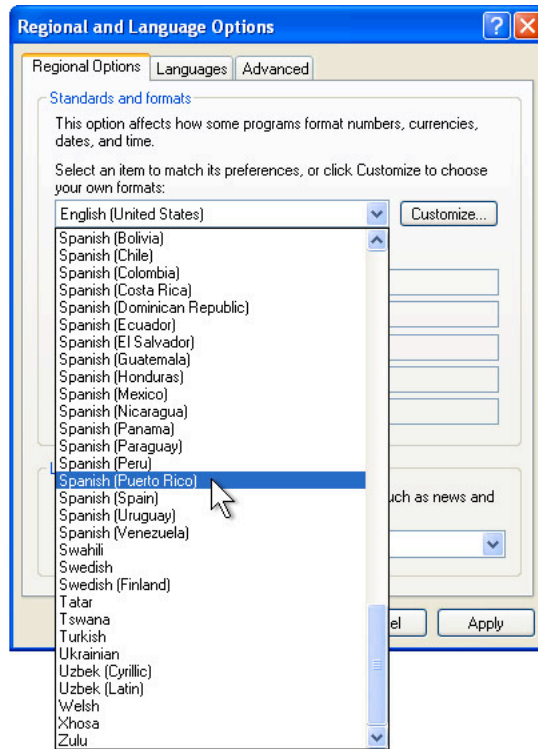 Regional and Language Options
Regional Options Languages Advanced
Standards and formats
This option affects how some programs format numbers, currencies,
dates, and time.
Select an item to match its preferences, or click Customize to choose
your own formats:
English (United States) Customize...
Spanish (Bolivia)
Spanish (Chile)
Spanish (Colombia)
Spanish (Costa Rica)
Spanish (Dominican Republic)
Spanish (Ecuador)
Spanish (El Salvador)
Spanish (Guatemala)
Spanish (Honduras)
Spanish (Mexico)
Spanish (Nicaragua)
Spanish (Panama)
Spanish (Paraguay)
Spanish (Peru)
Spanish (Puerto Rico)
Spanish (Spain) such as news and
Spanish (Uruguay)
Spanish (Venezuela)
Swahili
Swedish
Swedish (Finland)
Tatar
Tswana
Turkish Apply
Ukrainian
Uzbek (Cyrillic)
Uzbek (Latin)
Welsh
Xhosa
Zulu